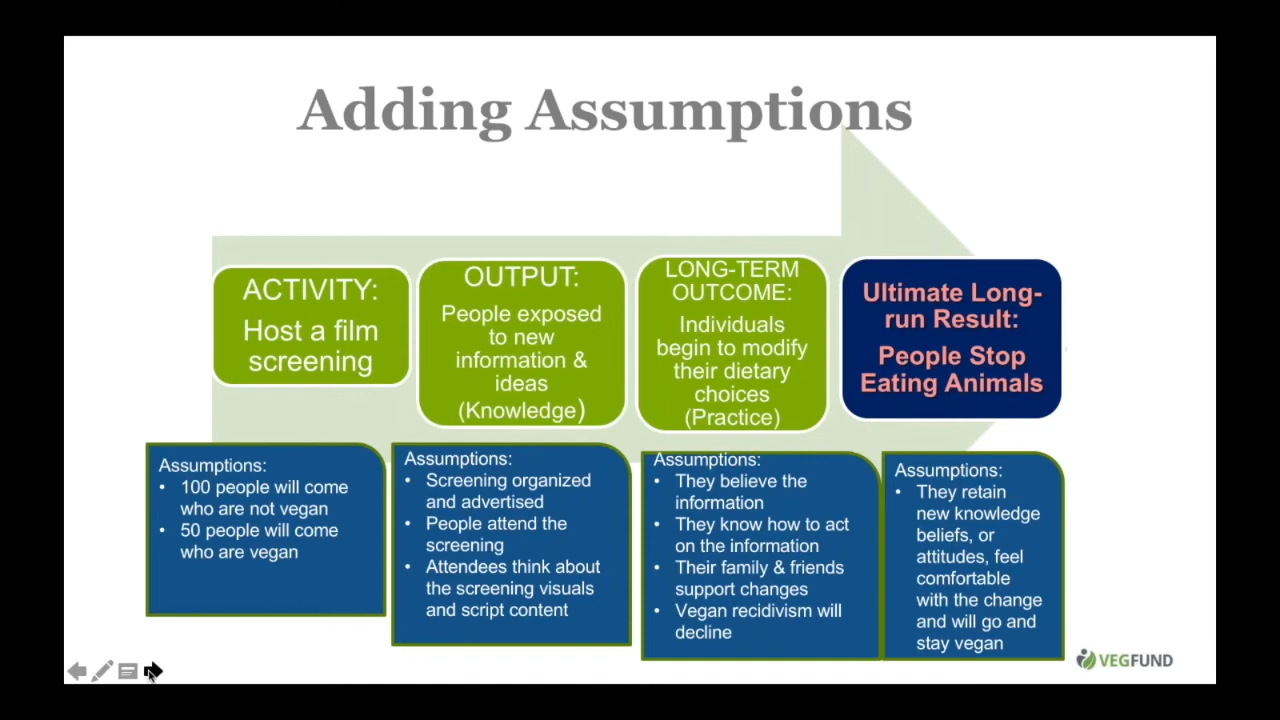 Adding Assumptions
ACTIVITY:
Host a film
screening
OUTPUT:
People exposed
to new
information &
ideas
(Knowledge)
LONG-TERM
OUTCOME:
Individuals
begin to modify
their dietary
choices
(Practice)
Ultimate Long-
run Result:
People Stop
Eating Animals
Assumptions:
• 100 people will come
who are not vegan
• 50 people will come
who are vegan
Assumptions:
• Screening organized
and advertised
• People attend the
screening
• Attendees think about
the screening visuals
and script content
Assumptions:
• They believe the
information
• They know how to act
on the information
• Their family & friends
support changes
• Vegan recidivism will
decline
Assumptions:
• They retain
new knowledge
beliefs, or
attitudes, feel
comfortable
with the change
and will go and
stay vegan
VEGFUND